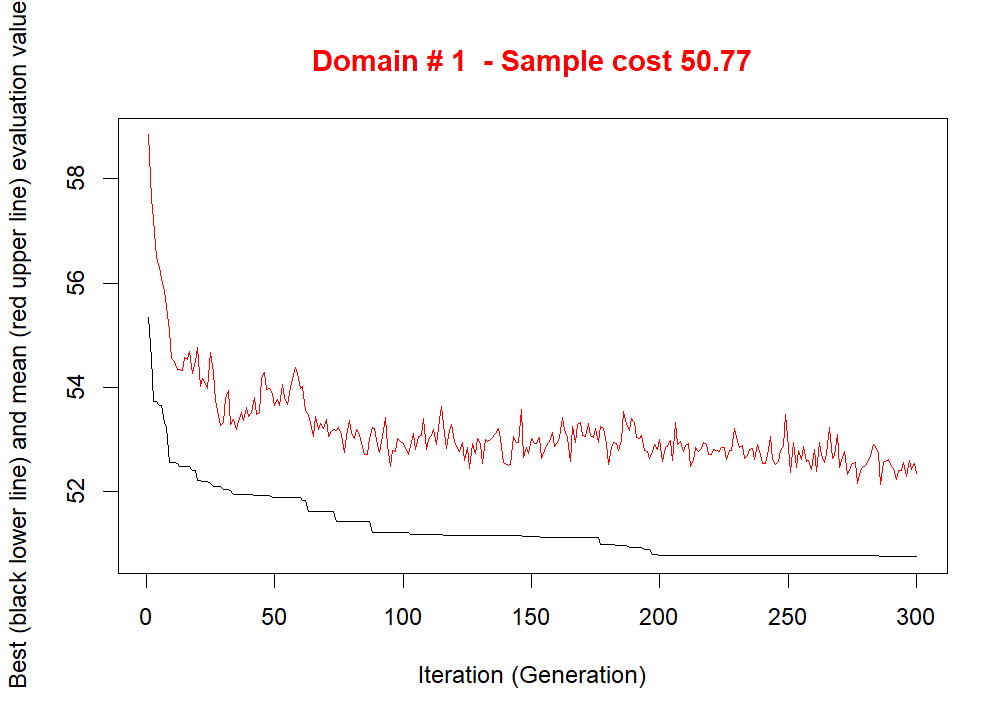 Domain # 1  - Sample cost 50.77
Best (black lower line) and mean (red upper line) evaluation value
58
56
54
52
0 50 100 150 200 250 300
Iteration (Generation)